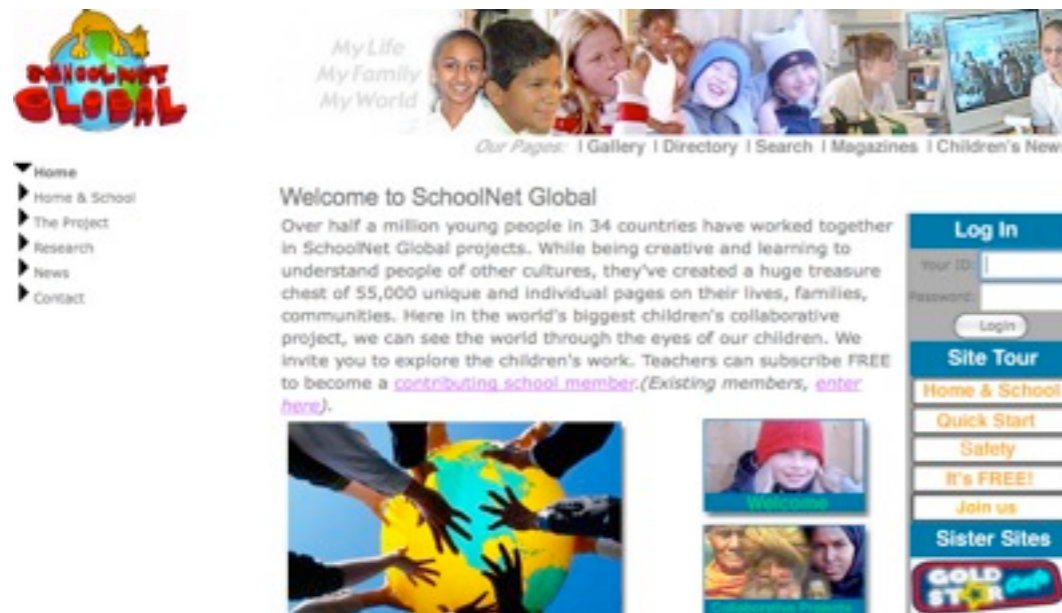 SCHOOLNET
GLOBAL
My Life
My Family
My World
Our Pages: | Gallery | Directory | Search | Magazines | Children's News
Home
Home & School
The Project
Research
News
Contact
Welcome to SchoolNet Global
Over half a million young people in 34 countries have worked together
in SchoolNet Global projects. While being creative and learning to
understand people of other cultures, they've created a huge treasure
chest of 55,000 unique and individual pages on their lives, families,
communities. Here in the world's biggest children's collaborative
project, we can see the world through the eyes of our children. We
invite you to explore the children's work. Teachers can subscribe FREE
to become a contributing school member.(Existing members, enter
here).
Welcome
Collaborative Projects
Log In
Your ID:
Password:
Login
Site Tour
Home & School
Quick Start
Safety
It's FREE!
Join us
Sister Sites
GOLD
STAR
Cafe